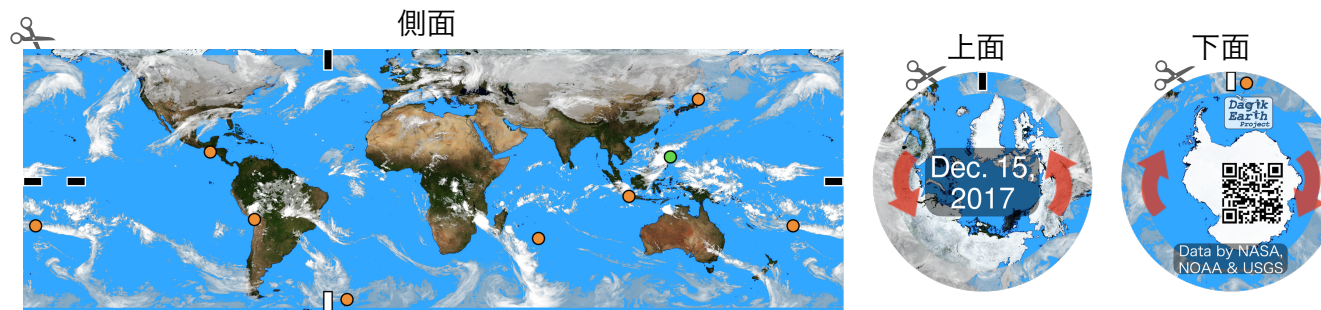 側面
上面
下面
Dec. 15,
2017
Dagik
Earth
Project
Data by NASA,
NOAA & USGS